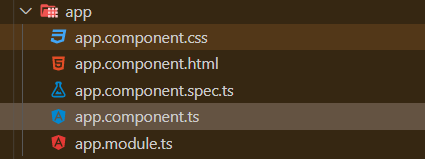 app
app.component.css
app.component.html
app.component.spec.ts
app.component.ts
app.module.ts